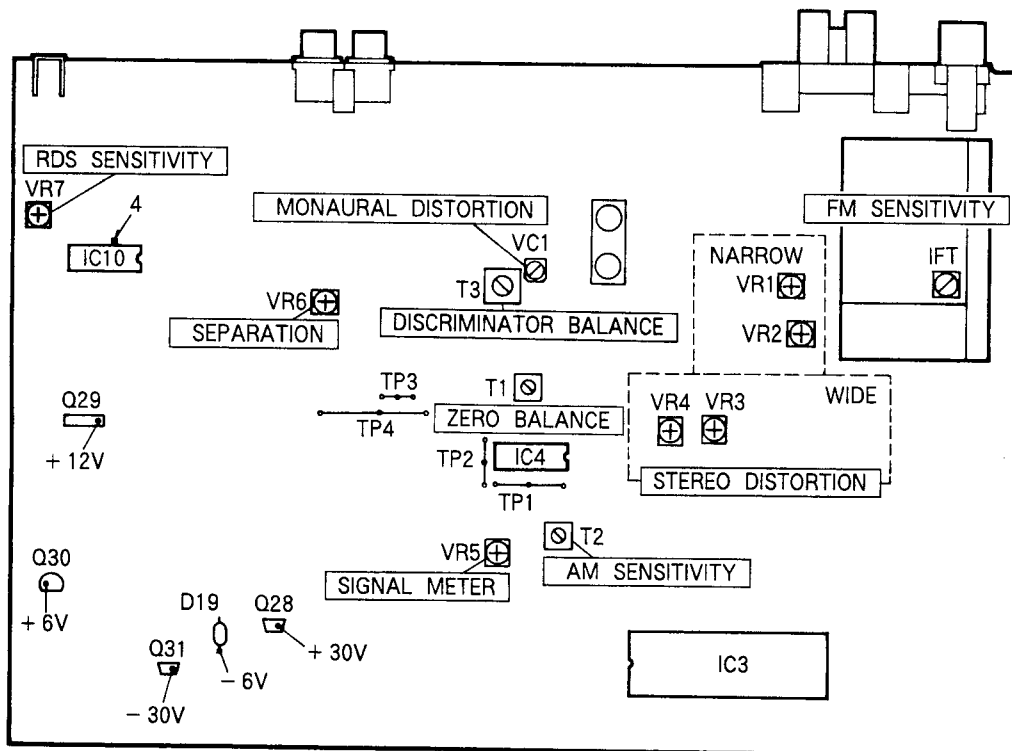 RDS SENSITIVITY
VR7
4
IC10
MONAURAL DISTORTION
VC1
T3
DISCRIMINATOR BALANCE
VR6
SEPARATION
FM SENSITIVITY
IFT
NARROW
VR1
VR2
WIDE
VR4
VR3
STEREO DISTORTION
T1
ZERO BALANCE
TP3
TP4
TP2
IC4
TP1
Q29
+ 12V
VR5
SIGNAL METER
T2
AM SENSITIVITY
Q30
+ 6V
D19
Q28
+ 30V
Q31
− 6V
− 30V
IC3